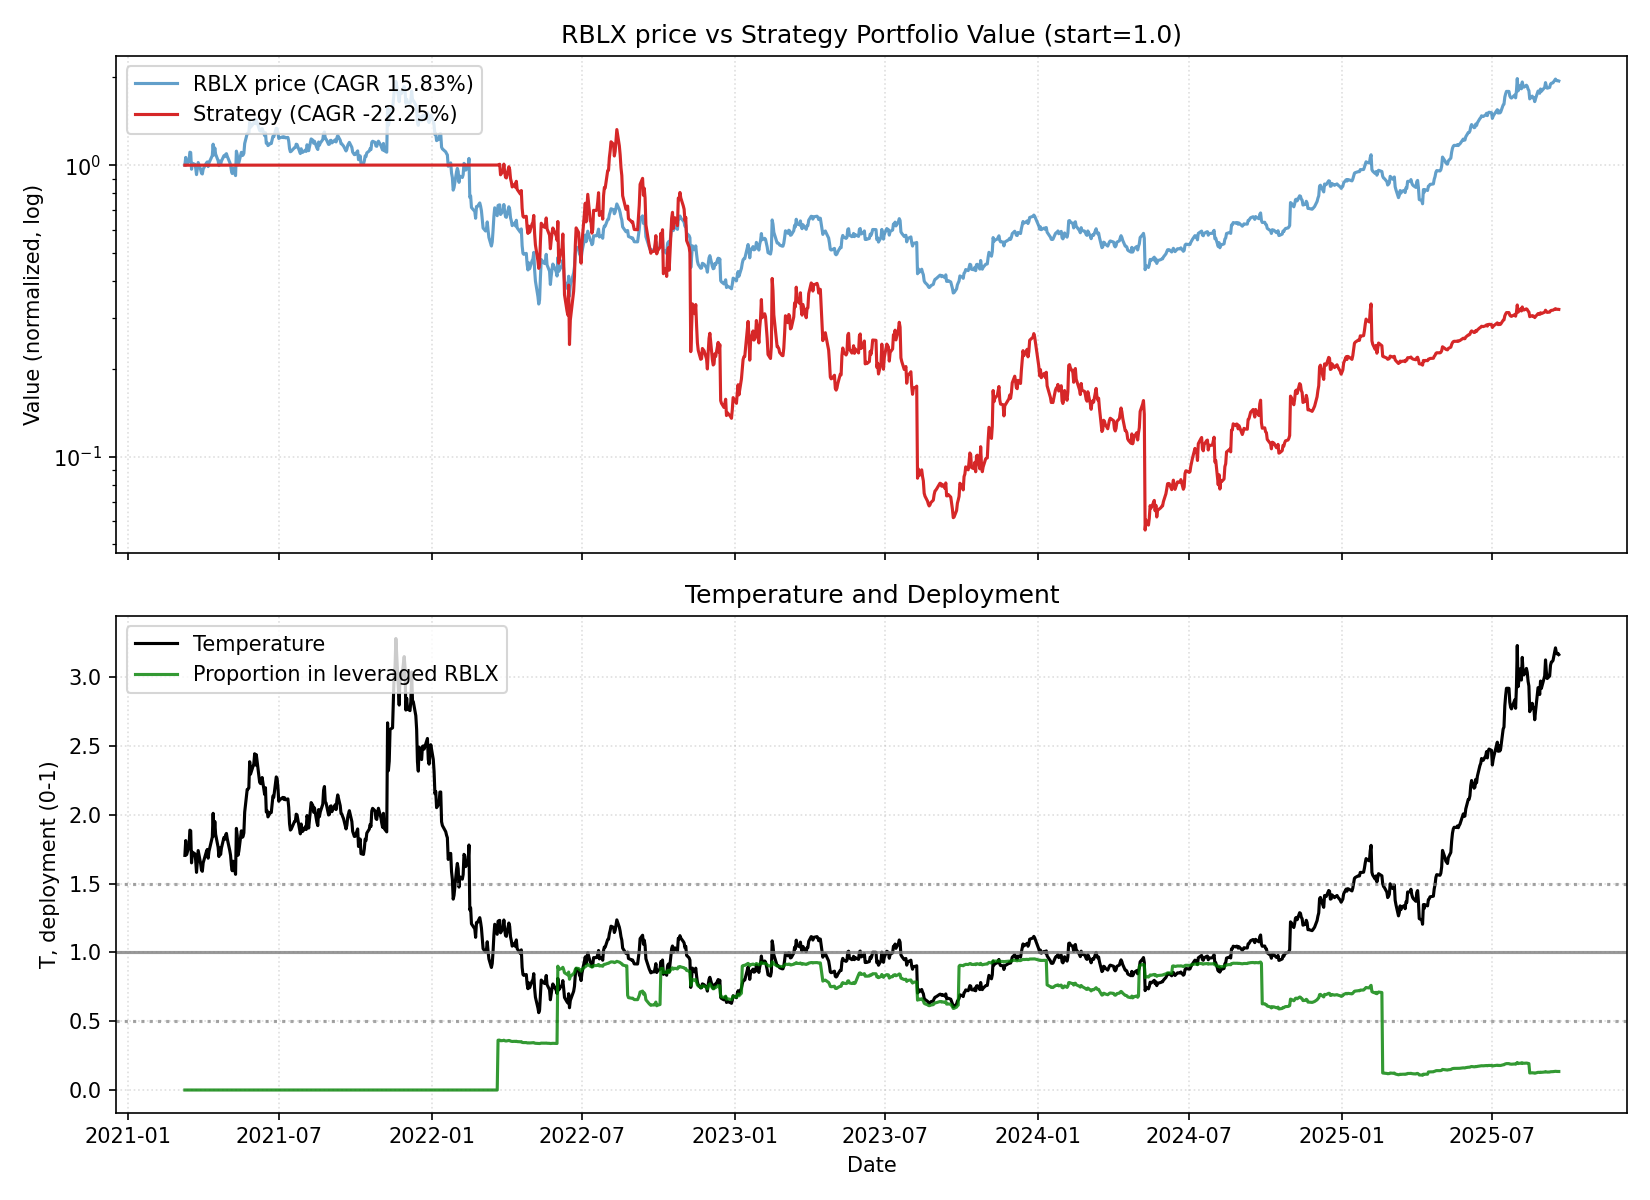 RBLX price vs Strategy Portfolio Value (start=1.0)
RBLX price (CAGR 15.83%)
Strategy (CAGR -22.25%)
Value (normalized, log)
10⁰
10⁻¹
Temperature and Deployment
Temperature
Proportion in leveraged RBLX
T, deployment (0-1)
3.0
2.5
2.0
1.5
1.0
0.5
0.0
2021-01 2021-07 2022-01 2022-07 2023-01 2023-07 2024-01 2024-07 2025-01 2025-07
Date